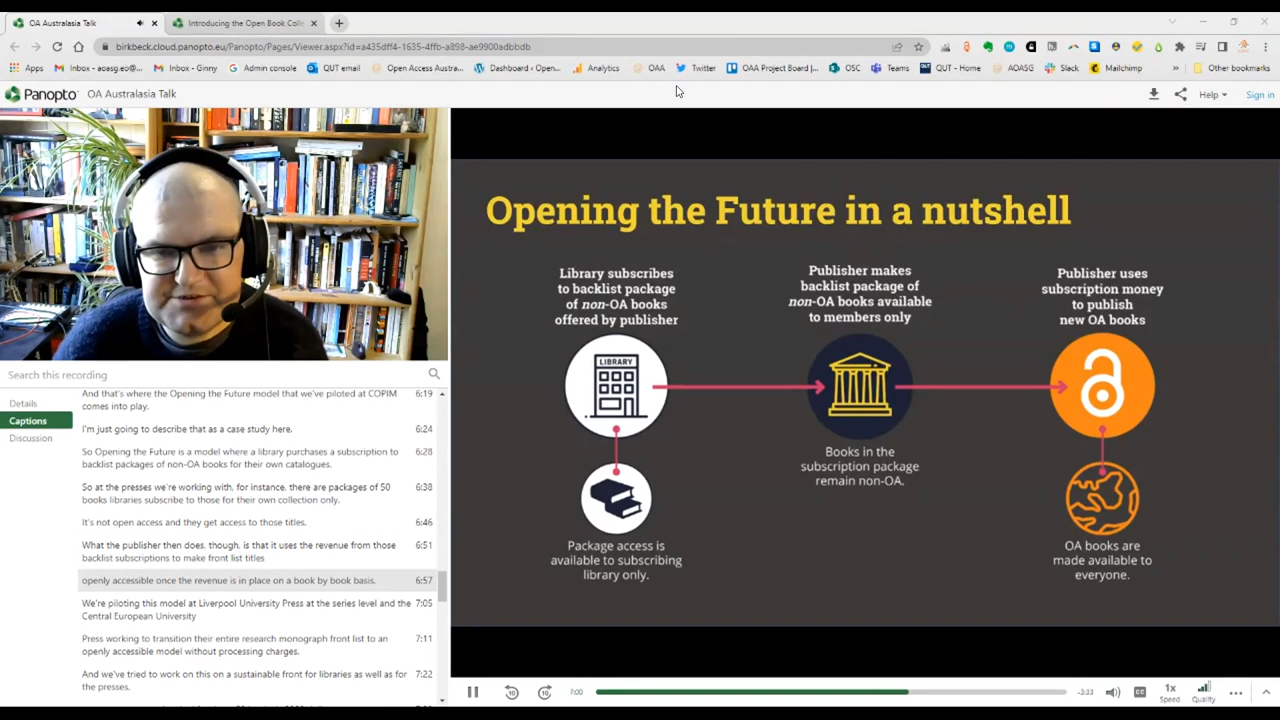 OA Australasia Talk
Introducing the Open Book Colle
birkbeck.cloud.panopto.eu/Panopto/Pages/Viewer.aspx?id=a435dff4-1635-4ffb-a898-ae9900adbbdb
Apps
Inbox - aoasg.eo@...
Inbox - Ginny
Admin console
QUT email
Open Access Austra...
Dashboard ‹ Open...
Analytics
OAA
Twitter
OAA Project Board |...
OSC
Teams
QUT - Home
AOASG
Slack
Mailchimp
»
Other bookmarks
Panopto
OA Australasia Talk
Help
Sign in
Search this recording
Details
Captions
Discussion
And that's where the Opening the Future model that we've piloted at COPIM 6:19
comes into play.
I'm just going to describe that as a case study here. 6:24
So Opening the Future is a model where a library purchases a subscription to 6:28
backlist packages of non-OA books for their own catalogues.
So at the presses we're working with, for instance, there are packages of 50 6:38
books libraries subscribe to those for their own collection only.
It's not open access and they get access to those titles. 6:46
What the publisher then does, though, is that it uses the revenue from those 6:51
backlist subscriptions to make front list titles
openly accessible once the revenue is in place on a book by book basis. 6:57
We're piloting this model at Liverpool University Press at the series level and the 7:05
Central European University
Press working to transition their entire research monograph front list to an 7:11
openly accessible model without processing charges.
And we've tried to work on this on a sustainable front for libraries as well as for 7:22
the presses.
Opening the Future in a nutshell
Library subscribes
to backlist package
of non-OA books
offered by publisher
LIBRARY
Package access is
available to subscribing
library only.
Publisher makes
backlist package of
non-OA books available
to members only
Books in the
subscription package
remain non-OA.
Publisher uses
subscription money
to publish
new OA books
OA books are
made available to
everyone.
10
10
7:00
-3:33
CC
1x
Speed
Quality